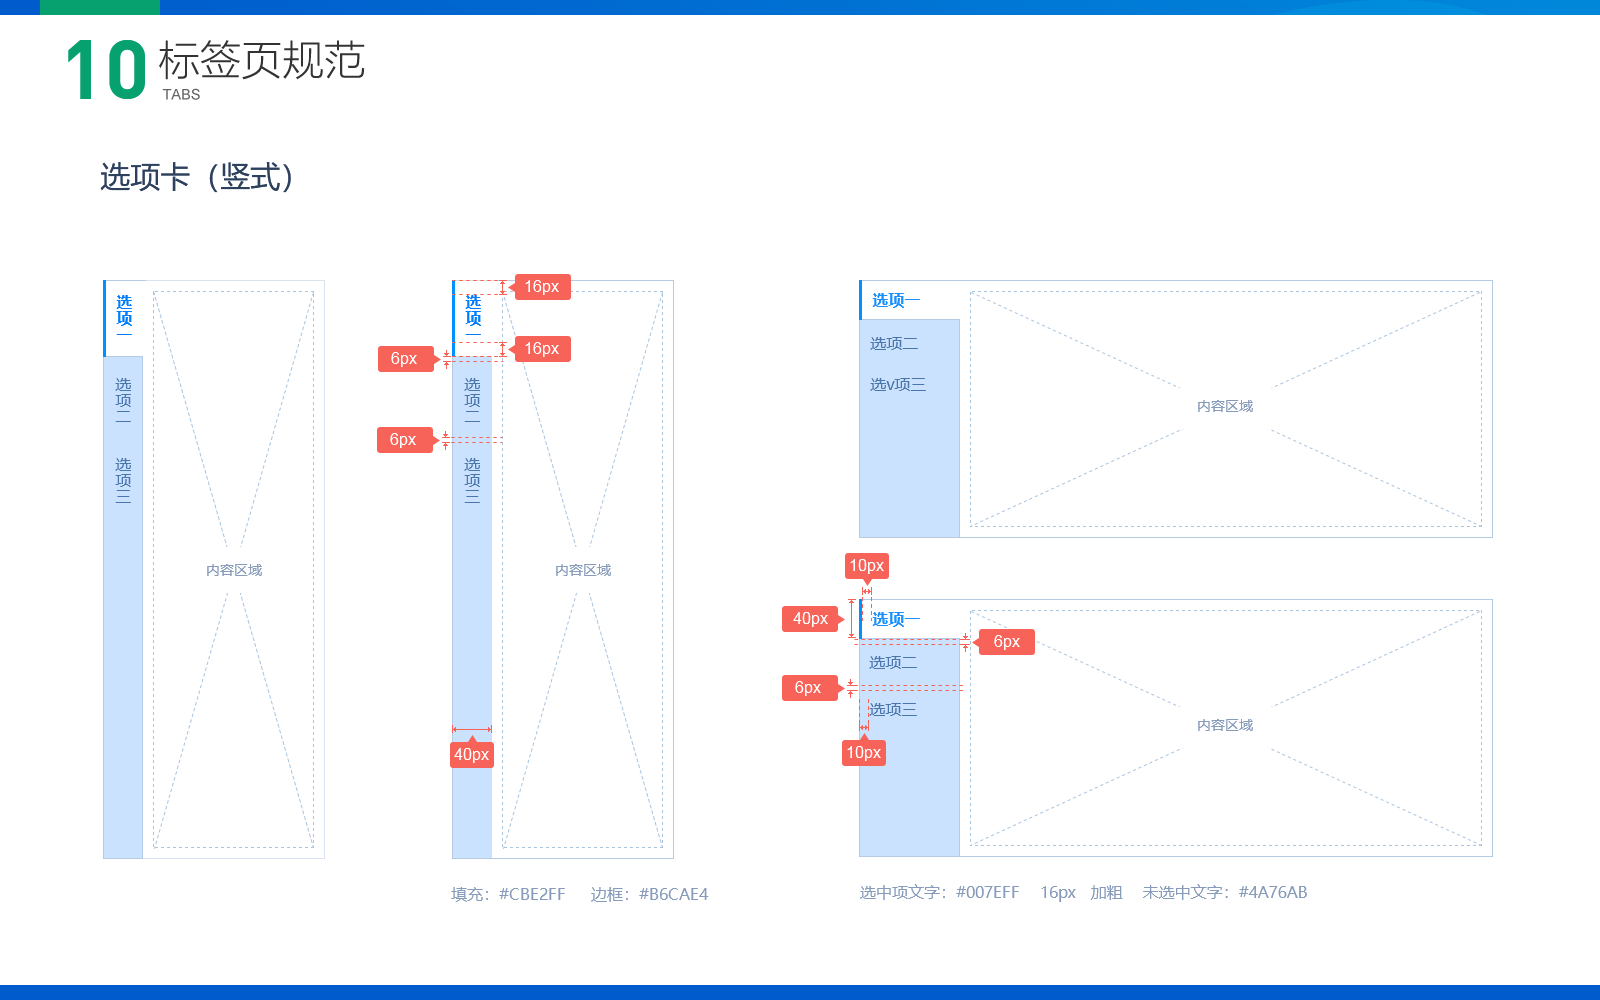 10 标签页规范
TABS
选项卡（竖式）
选项一
选项二
选项三
内容区域
选项一
选项二
选项三
内容区域
16px
16px
6px
6px
40px
选项一
选项二
选v项三
内容区域
10px
40px
选项一
6px
选项二
6px
选项三
10px
内容区域
填充：#CBE2FF 边框：#B6CAE4
选中项文字：#007EFF 16px 加粗 未选中文字：#4A76AB